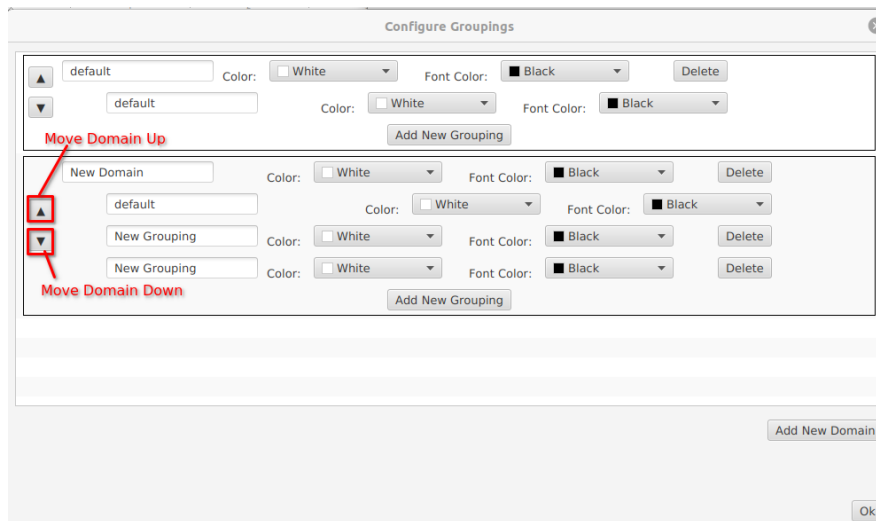 Configure Groupings
default Color: White Font Color: Black Delete
default Color: White Font Color: Black
Add New Grouping
Move Domain Up
New Domain Color: White Font Color: Black Delete
default Color: White Font Color: Black
New Grouping Color: White Font Color: Black Delete
New Grouping Color: White Font Color: Black Delete
Move Domain Down
Add New Grouping
Add New Domain
Ok